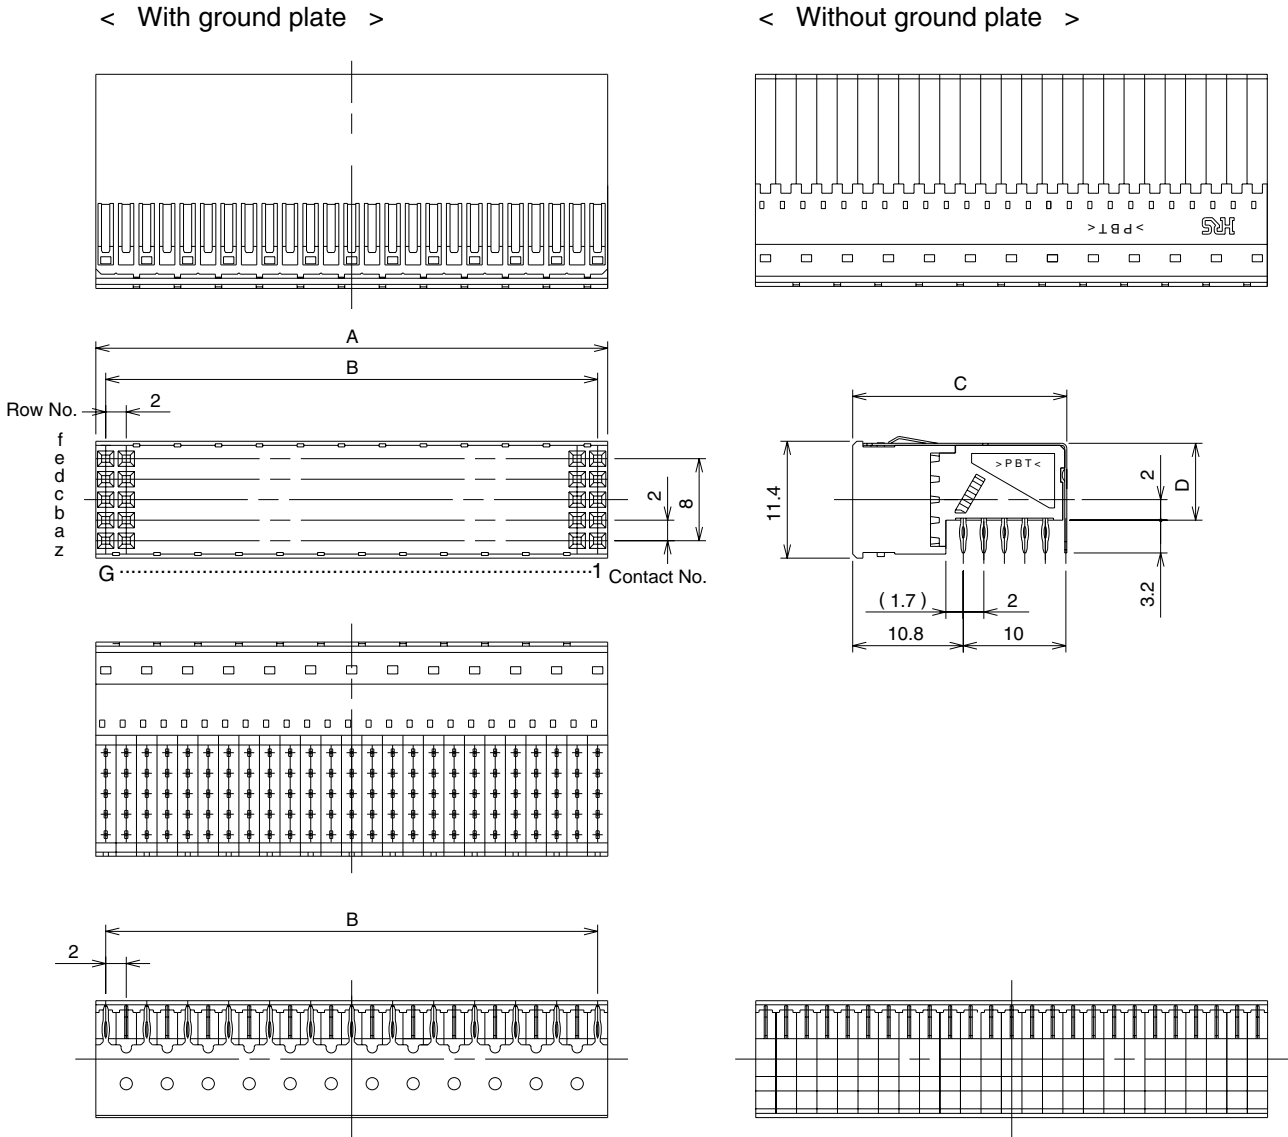 < With ground plate >
< Without ground plate >
>PBT<
HRS
A
B
Row No.
2
f
e
d
c
b
a
z
2
8
G
1
Contact No.
C
>PBT<
11.4
2
D
3.2
( 1.7 )
2
10.8
10
B
2